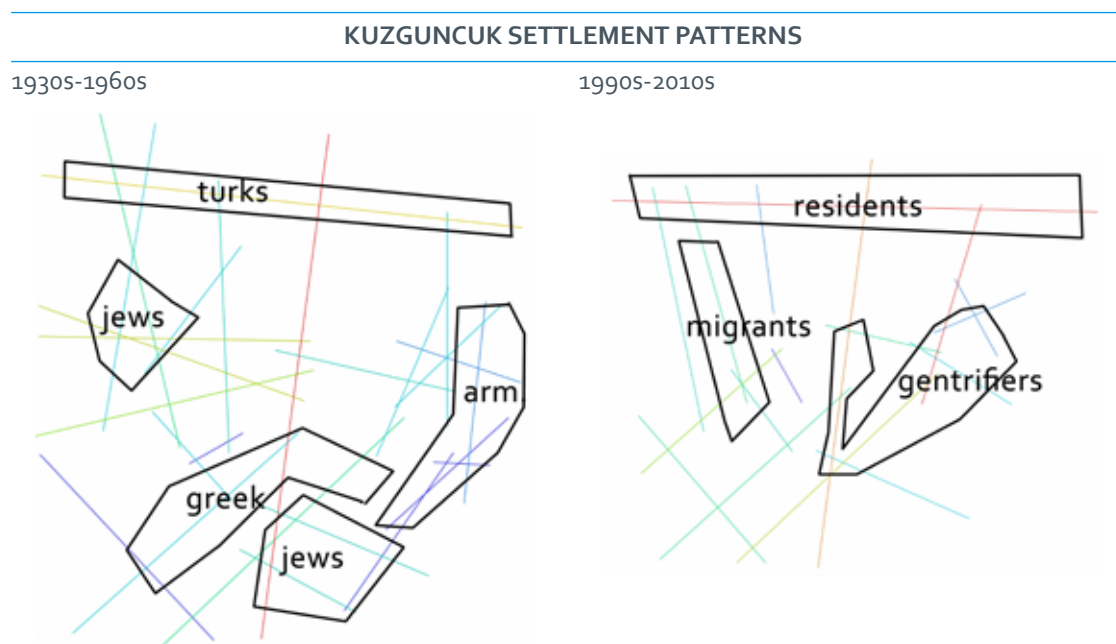 KUZGUNCUK SETTLEMENT PATTERNS
1930s-1960s
1990s-2010s
turks
jews
arm.
greek
jews
residents
migrants
gentrifiers